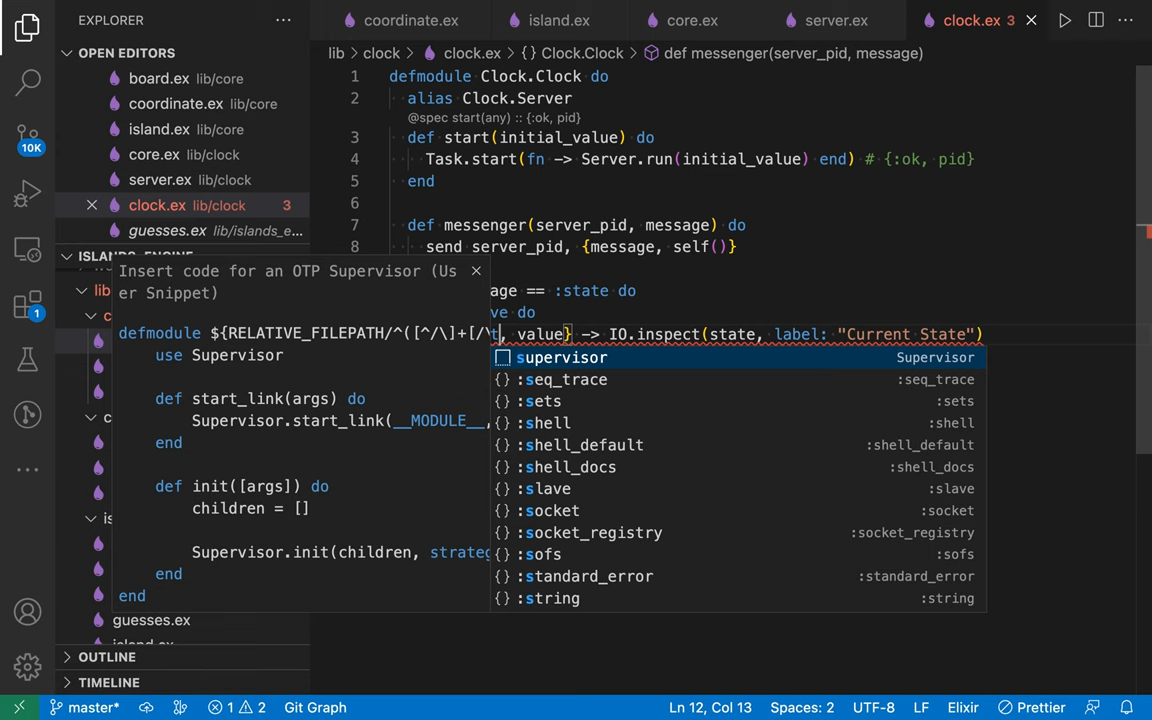 EXPLORER
OPEN EDITORS
board.ex lib/core
coordinate.ex lib/core
island.ex lib/core
core.ex lib/clock
server.ex lib/clock
clock.ex lib/clock 3
guesses.ex lib/islands_e...
ISLANDS_ENGINE
lib
c
c
is
guesses.ex
island.ex
OUTLINE
TIMELINE
10K
1
coordinate.ex
island.ex
core.ex
server.ex
clock.ex 3
lib > clock > clock.ex > {} Clock.Clock > def messenger(server_pid, message)
1 defmodule Clock.Clock do
2 alias Clock.Server
@spec start(any) :: {:ok, pid}
3 def start(initial_value) do
4 Task.start(fn -> Server.run(initial_value) end) # {:ok, pid}
5 end
6
7 def messenger(server_pid, message) do
8 send server_pid, {message, self()}
age == :state do
ve do
t, value} -> IO.inspect(state, label: "Current State")
Insert code for an OTP Supervisor (Us
er Snippet)
defmodule ${RELATIVE_FILEPATH/^([^/\]+[/\
use Supervisor
def start_link(args) do
Supervisor.start_link(__MODULE__,
end
def init([args]) do
children = []
Supervisor.init(children, strateg
end
end
supervisor Supervisor
{} :seq_trace :seq_trace
{} :sets :sets
{} :shell :shell
{} :shell_default :shell_default
{} :shell_docs :shell_docs
{} :slave :slave
{} :socket :socket
{} :socket_registry :socket_registry
{} :sofs :sofs
{} :standard_error :standard_error
{} :string :string
master* 1 2 Git Graph Ln 12, Col 13 Spaces: 2 UTF-8 LF Elixir Prettier